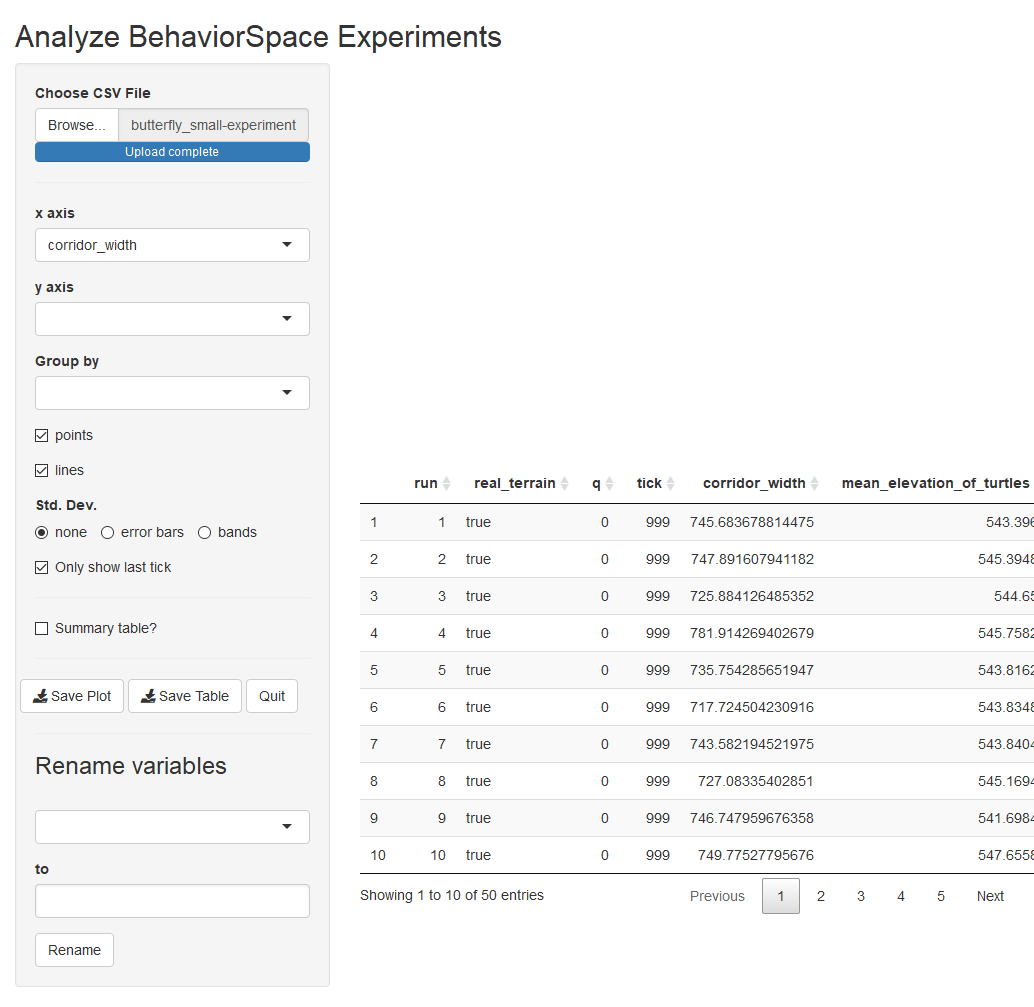 Analyze BehaviorSpace Experiments
Choose CSV File
Browse... butterfly_small-experiment
Upload complete
x axis
corridor_width
y axis
Group by
points
lines
Std. Dev.
none error bars bands
Only show last tick
Summary table?
Save Plot Save Table Quit
Rename variables
to
Rename
run real_terrain q tick corridor_width mean_elevation_of_turtles
1 1 true 0 999 745.683678814475 543.396
2 2 true 0 999 747.891607941182 545.3948
3 3 true 0 999 725.884126485352 544.65
4 4 true 0 999 781.914269402679 545.7582
5 5 true 0 999 735.754285651947 543.8162
6 6 true 0 999 717.724504230916 543.8348
7 7 true 0 999 743.582194521975 543.8404
8 8 true 0 999 727.08335402851 545.1694
9 9 true 0 999 746.747959676358 541.6984
10 10 true 0 999 749.77527795676 547.6558
Showing 1 to 10 of 50 entries Previous 1 2 3 4 5 Next